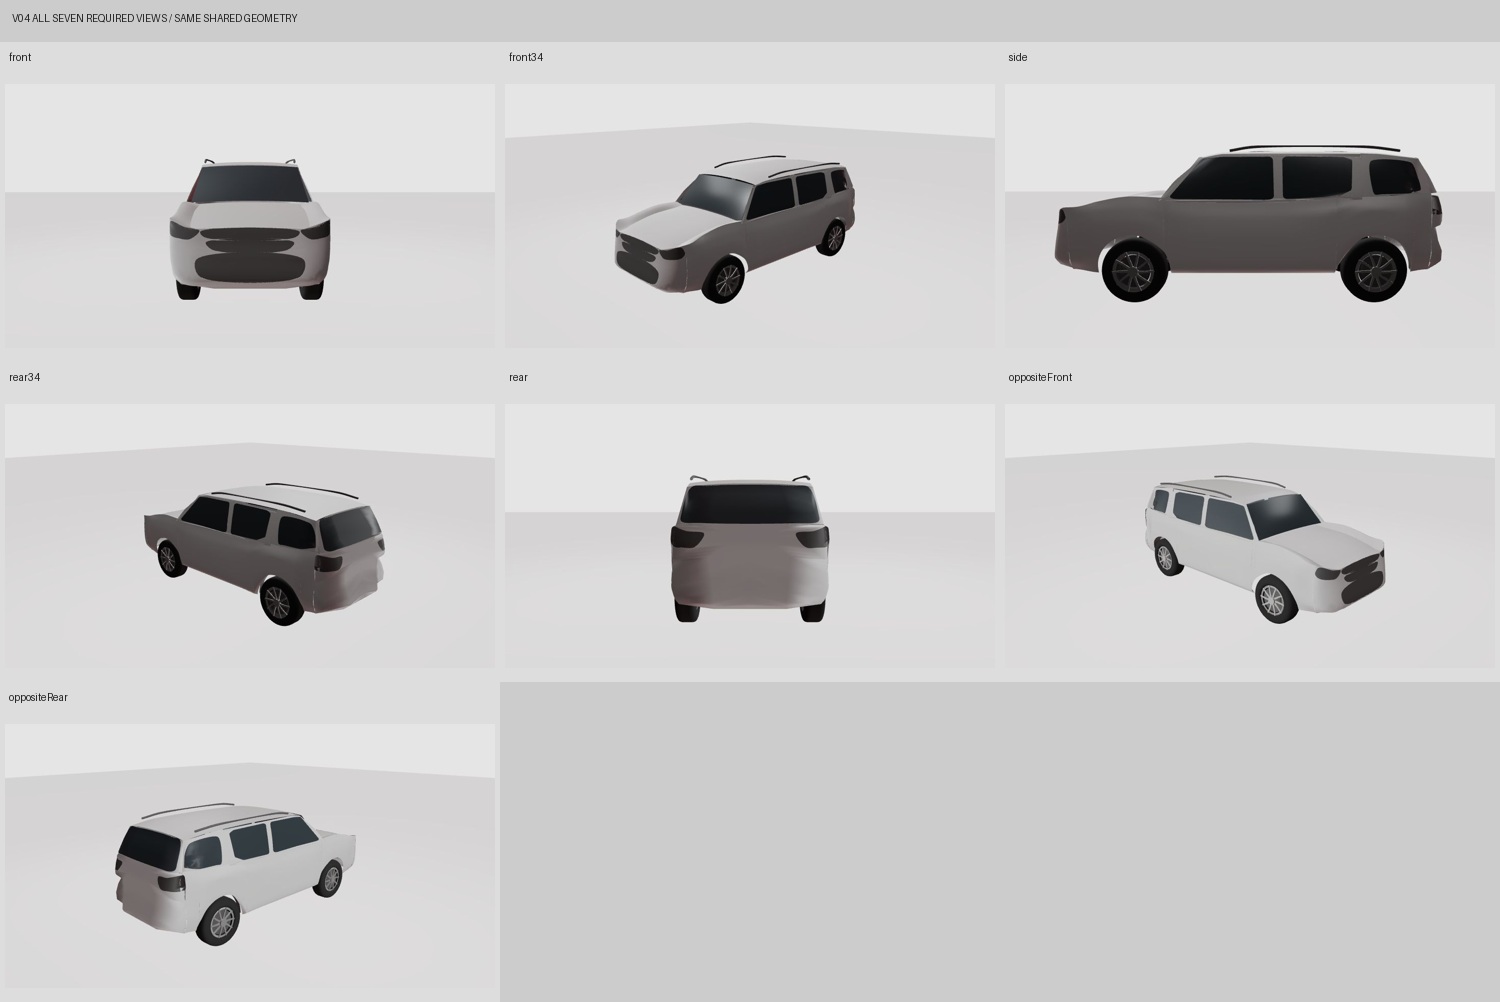 V04 ALL SEVEN REQUIRED VIEWS / SAME SHARED GEOMETRY
front
front34
side
rear34
rear
oppositeFront
oppositeRear